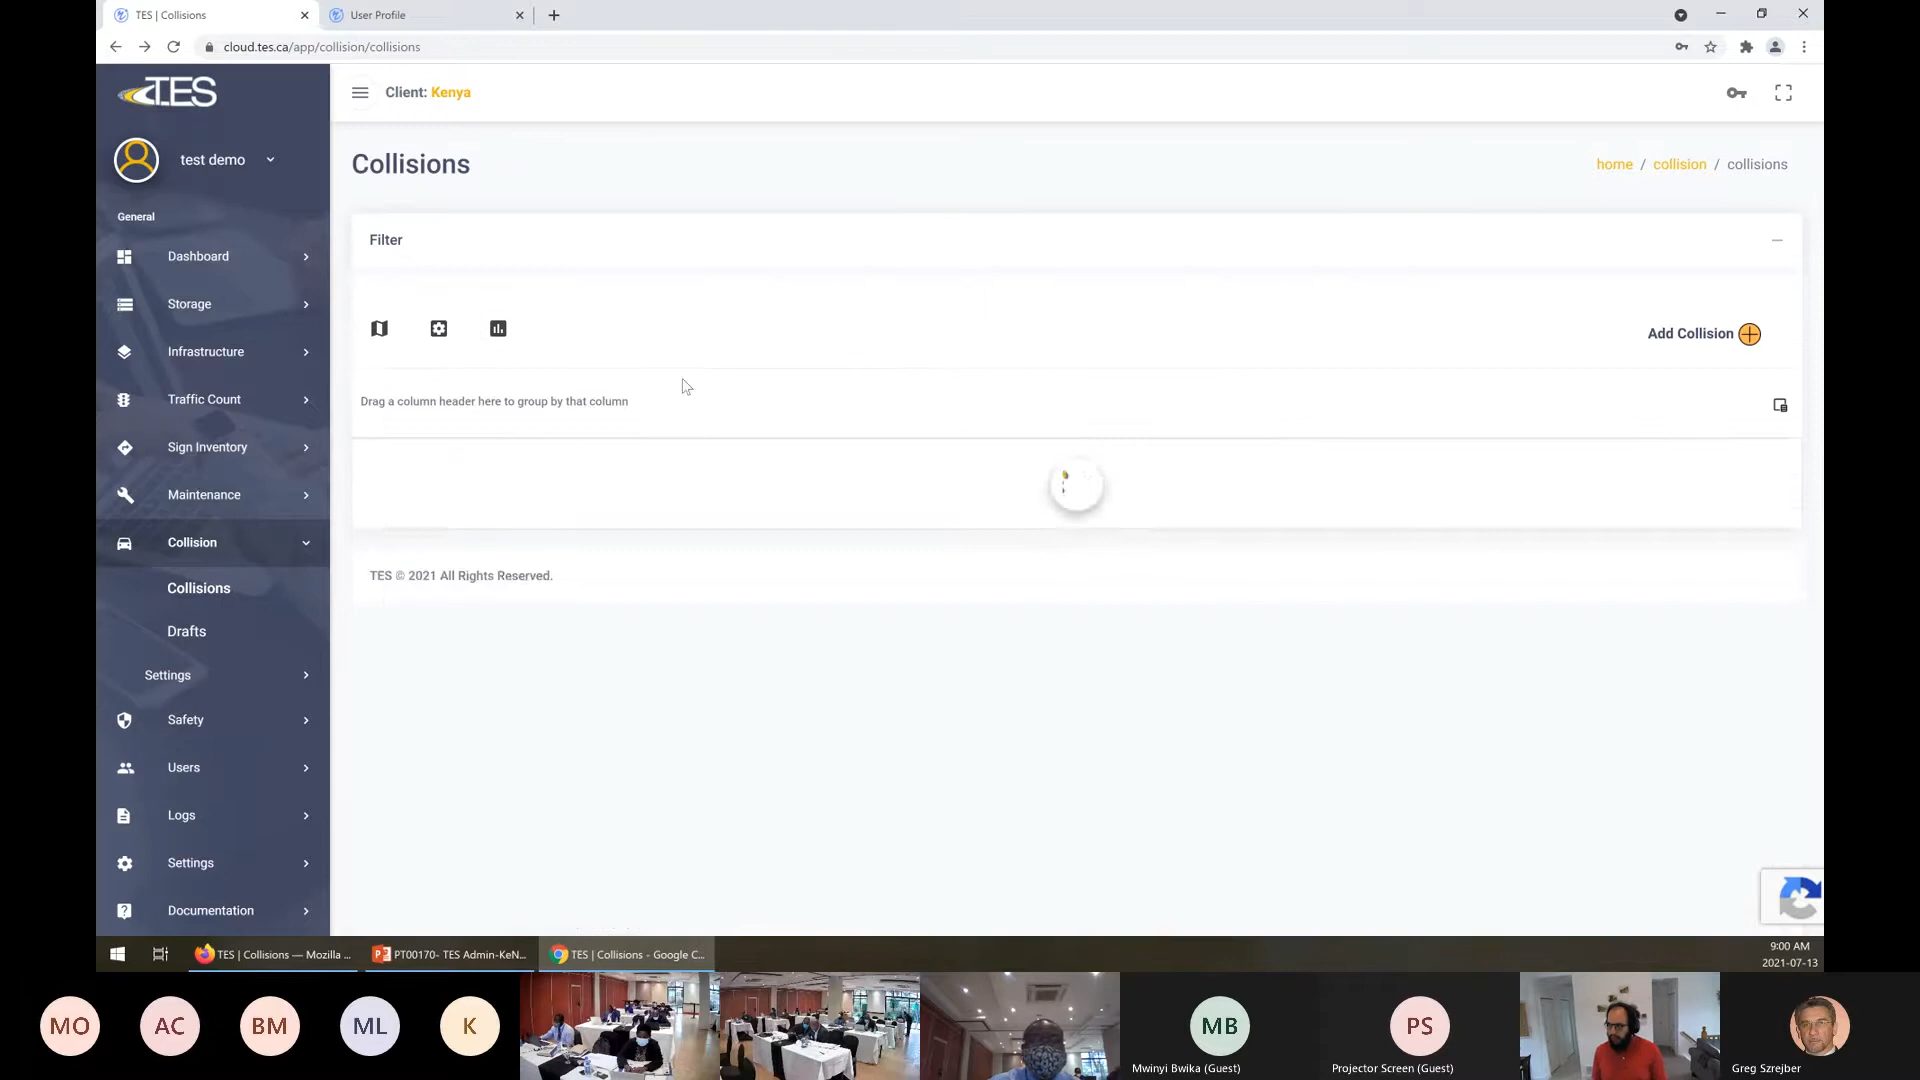 TES | Collisions
User Profile
cloud.tes.ca/app/collision/collisions
TES
Client: Kenya
test demo
Collisions
home / collision / collisions
General
Filter
Dashboard
Storage
Add Collision
Infrastructure
Traffic Count
Drag a column header here to group by that column
Sign Inventory
Maintenance
Collision
Collisions
TES © 2021 All Rights Reserved.
Drafts
Settings
Safety
Users
Logs
Settings
Documentation
TES | Collisions — Mozilla ...
PT00170- TES Admin-KeN...
TES | Collisions - Google C...
9:00 AM
2021-07-13
MO
AC
BM
ML
K
MB
PS
Mwinyi Bwika (Guest)
Projector Screen (Guest)
Greg Szrejber